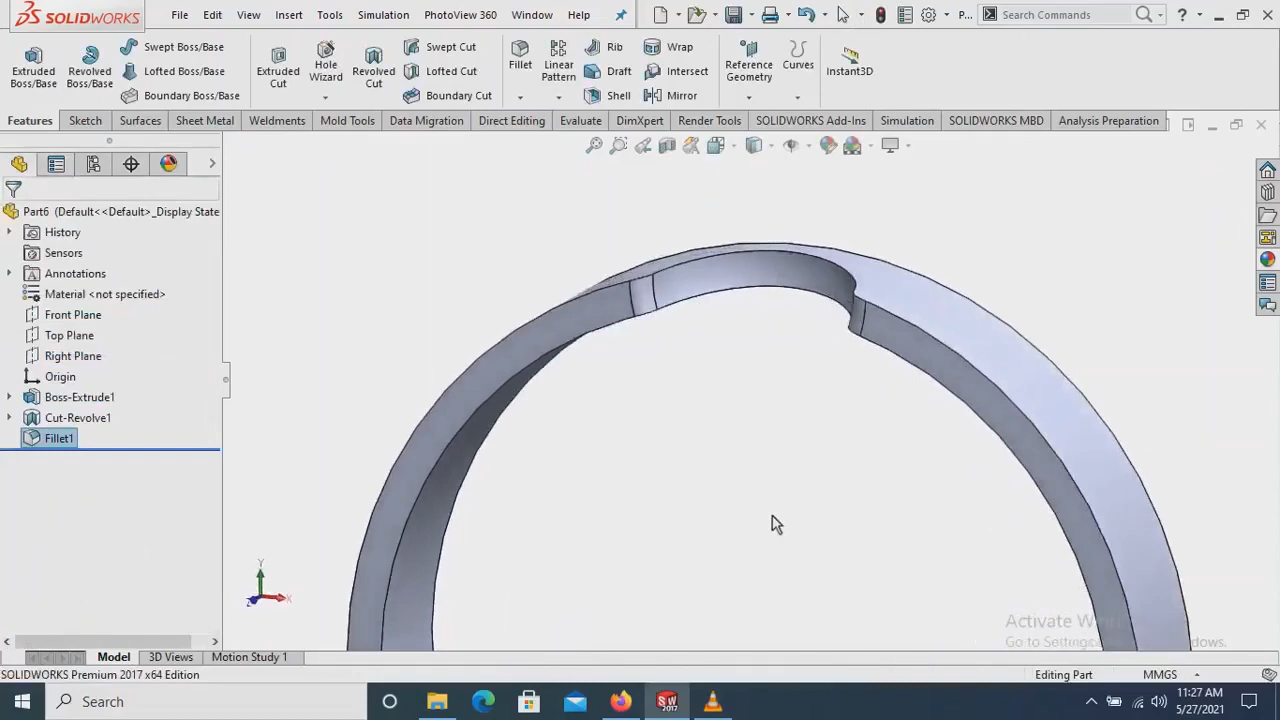 SOLIDWORKS
File Edit View Insert Tools Simulation PhotoView 360 Window Help
P... Search Commands
Extruded Boss/Base
Revolved Boss/Base
Swept Boss/Base
Lofted Boss/Base
Boundary Boss/Base
Extruded Cut
Hole Wizard
Revolved Cut
Swept Cut
Lofted Cut
Boundary Cut
Fillet
Linear Pattern
Rib
Draft
Shell
Wrap
Intersect
Mirror
Reference Geometry
Curves
Instant3D
Features Sketch Surfaces Sheet Metal Weldments Mold Tools Data Migration Direct Editing Evaluate DimXpert Render Tools SOLIDWORKS Add-Ins Simulation SOLIDWORKS MBD Analysis Preparation
Part6 (Default<<Default>_Display State
History
Sensors
Annotations
Material <not specified>
Front Plane
Top Plane
Right Plane
Origin
Boss-Extrude1
Cut-Revolve1
Fillet1
Y
X
Z
Model 3D Views Motion Study 1
SOLIDWORKS Premium 2017 x64 Edition
Editing Part MMGS
Search
11:27 AM
5/27/2021